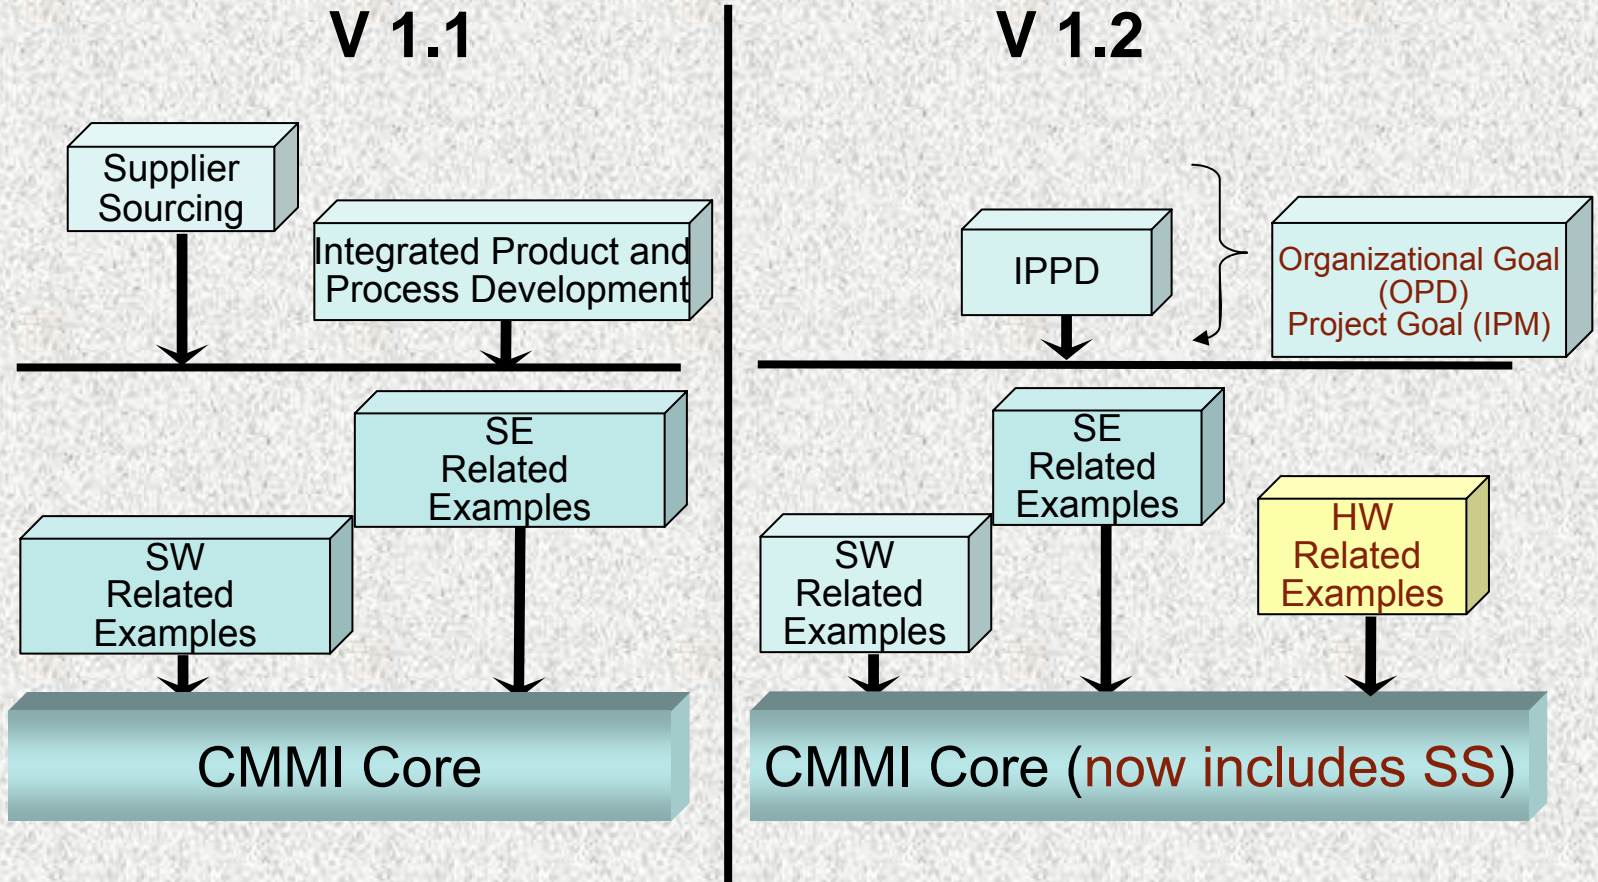 V 1.1
Supplier
Sourcing
Integrated Product and
Process Development
SE
Related
Examples
SW
Related
Examples
CMMI Core
V 1.2
IPPD
Organizational Goal
(OPD)
Project Goal (IPM)
SE
Related
Examples
SW
Related
Examples
HW
Related
Examples
CMMI Core (now includes SS)